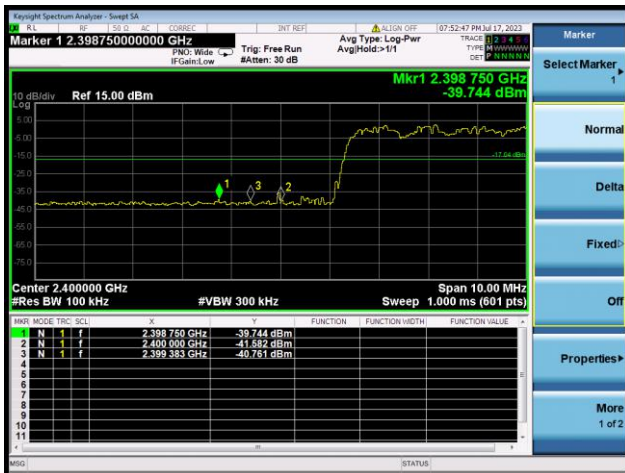 Keysight Spectrum Analyzer - Swept SA
RL RF 50 Ω AC CORREC INT REF ALIGN OFF 07:52:47 PM Jul 17, 2023
Marker 1 2.398750000000 GHz
PNO: Wide
IFGain:Low
Trig: Free Run
#Atten: 30 dB
Avg Type: Log-Pwr
Avg|Hold:>1/1
TRACE 1 2 3 4 5 6
TYPE M W W W W W
DET P N N N N N
Mkr1 2.398 750 GHz
-39.744 dBm
10 dB/div Ref 15.00 dBm
Log
5.00
-5.00
-15.0
-17.04 dBm
-25.0
-35.0
1 3 2
-45.0
-55.0
-65.0
-75.0
Center 2.400000 GHz Span 10.00 MHz
#Res BW 100 kHz #VBW 300 kHz Sweep 1.000 ms (601 pts)
MKR MODE TRC SCL X Y FUNCTION FUNCTION WIDTH FUNCTION VALUE
1 N 1 f 2.398 750 GHz -39.744 dBm
2 N 1 f 2.400 000 GHz -41.582 dBm
3 N 1 f 2.399 383 GHz -40.761 dBm
4
5
6
7
8
9
10
11
MSG STATUS
Marker
Select Marker
1
Normal
Delta
Fixed
Off
Properties
More
1 of 2